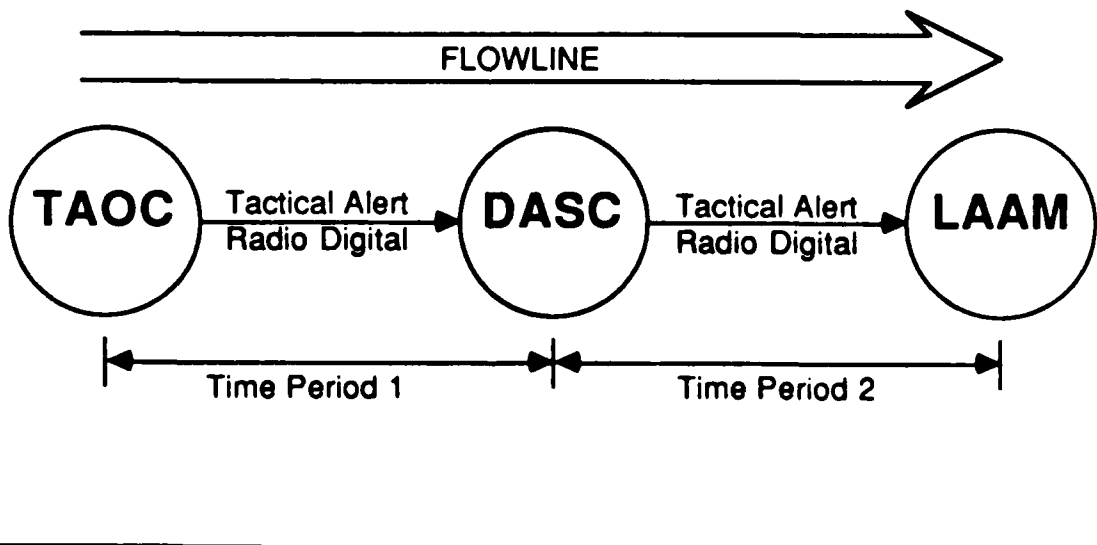 FLOWLINE
TAOC
Tactical Alert
Radio Digital
DASC
Tactical Alert
Radio Digital
LAAM
Time Period 1
Time Period 2